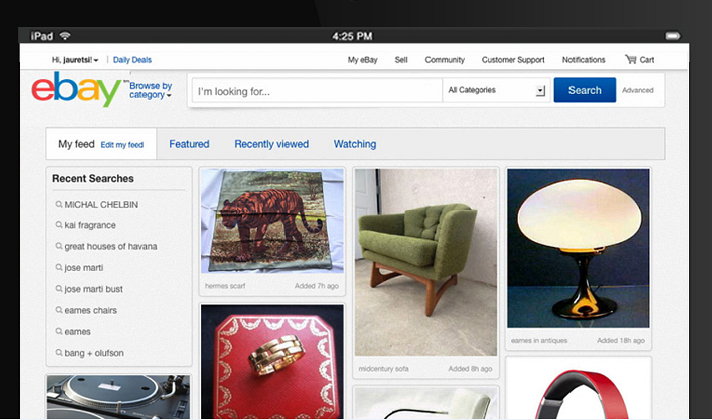 iPad
4:25 PM
Hi, jauretsi!
Daily Deals
My eBay
Sell
Community
Customer Support
Notifications
Cart
ebay
Browse by
category
I'm looking for...
All Categories
Search
Advanced
My feed
Edit my feed
Featured
Recently viewed
Watching
Recent Searches
MICHAL CHELBIN
kai fragrance
great houses of havana
jose marti
jose marti bust
eames chairs
eames
bang + olufson
hermes scarf
Added 7h ago
midcentury sofa
Added 8h ago
eames in antiques
Added 18h ago